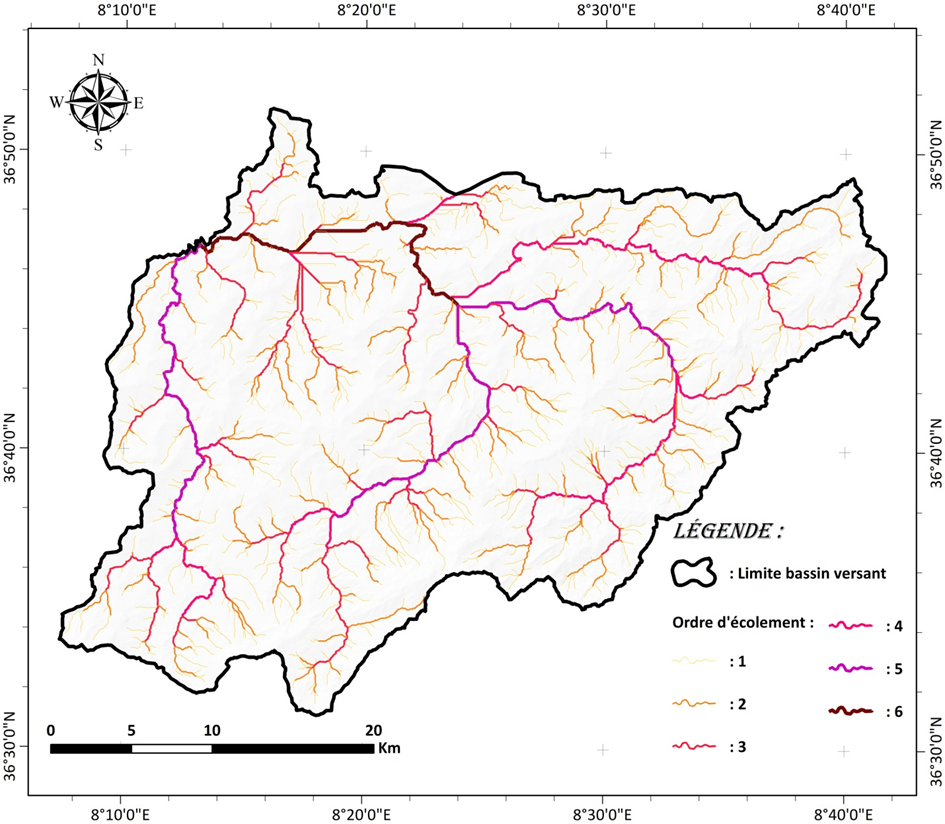 8°10'0"E 8°20'0"E 8°30'0"E 8°40'0"E
N
W E
S
36°50'0"N 36°50'0"N
36°40'0"N 36°40'0"N
LÉGENDE :
: Limite bassin versant
Ordre d'écolement :
: 4
: 1
: 5
: 2
: 6
: 3
0 5 10 20
Km
36°30'0"N 36°30'0"N
8°10'0"E 8°20'0"E 8°30'0"E 8°40'0"E